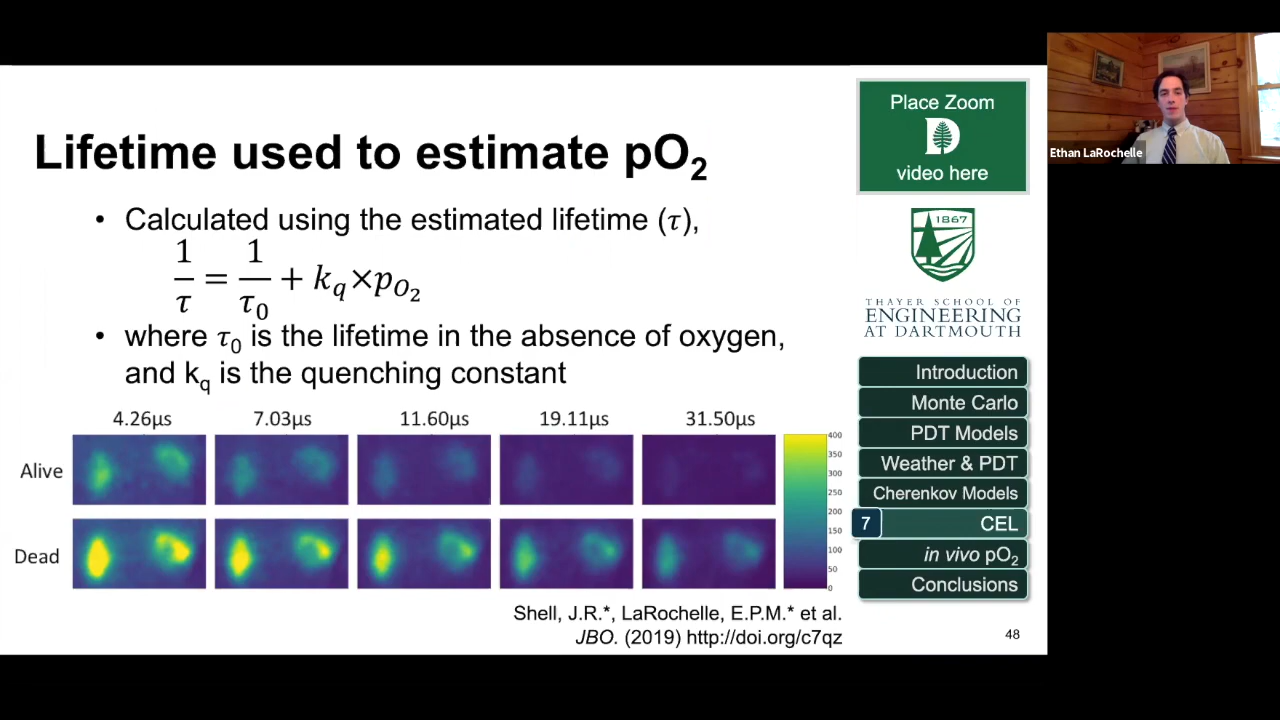 Lifetime used to estimate pO₂
• Calculated using the estimated lifetime (τ),
1/τ = 1/τ₀ + k_q × p_O₂
• where τ₀ is the lifetime in the absence of oxygen,
and k_q is the quenching constant
4.26μs 7.03μs 11.60μs 19.11μs 31.50μs
Alive
Dead
400
350
300
250
200
150
100
50
0
Shell, J.R.*, LaRochelle, E.P.M.* et al.
JBO. (2019) http://doi.org/c7qz
Place Zoom
D
video here
1867
THAYER SCHOOL OF
ENGINEERING
AT DARTMOUTH
Introduction
Monte Carlo
PDT Models
Weather & PDT
Cherenkov Models
7 CEL
in vivo pO₂
Conclusions
48
Ethan LaRochelle